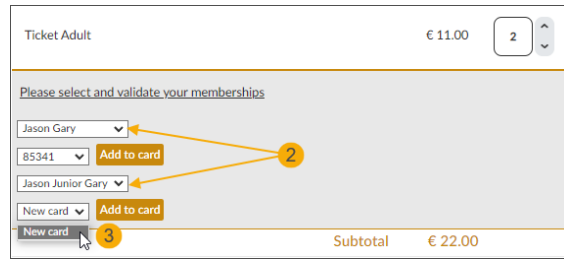 Ticket Adult € 11.00 2
Please select and validate your memberships
Jason Gary
85341 Add to card
2
Jason Junior Gary
New card Add to card
New card 3
Subtotal € 22.00